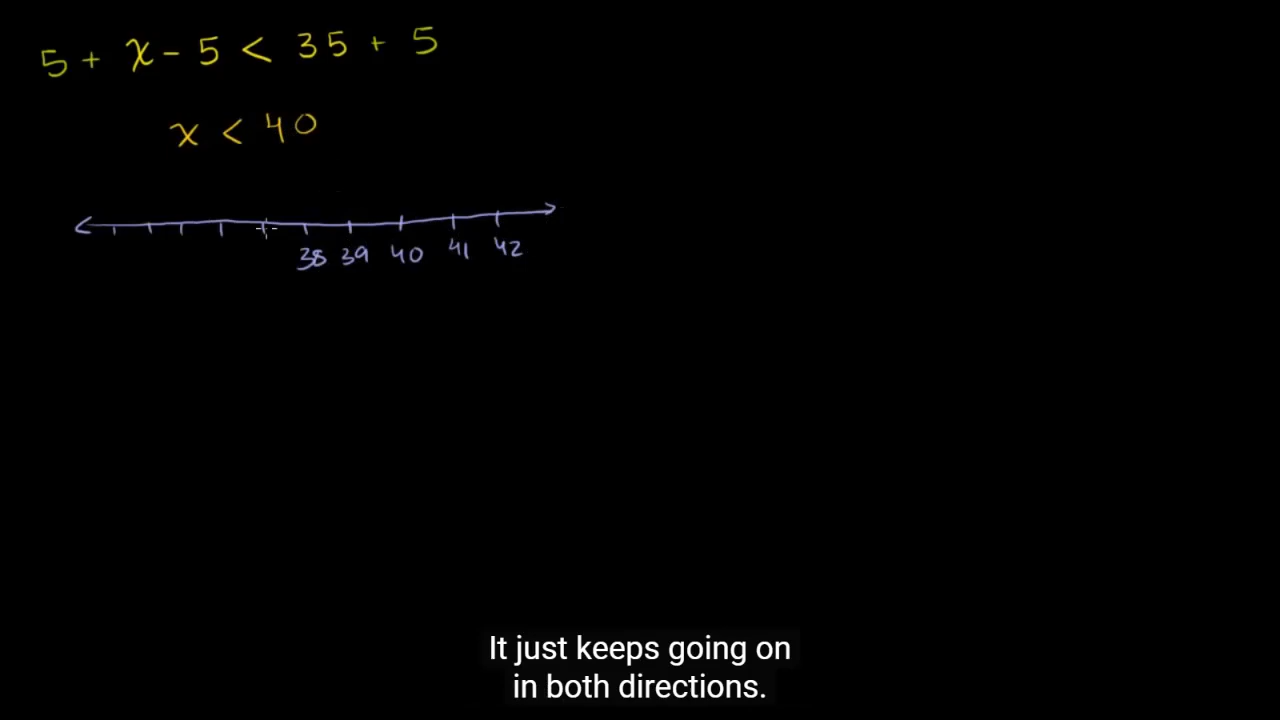 5 + x - 5 < 35 + 5
x < 40
38 39 40 41 42
It just keeps going on
in both directions.